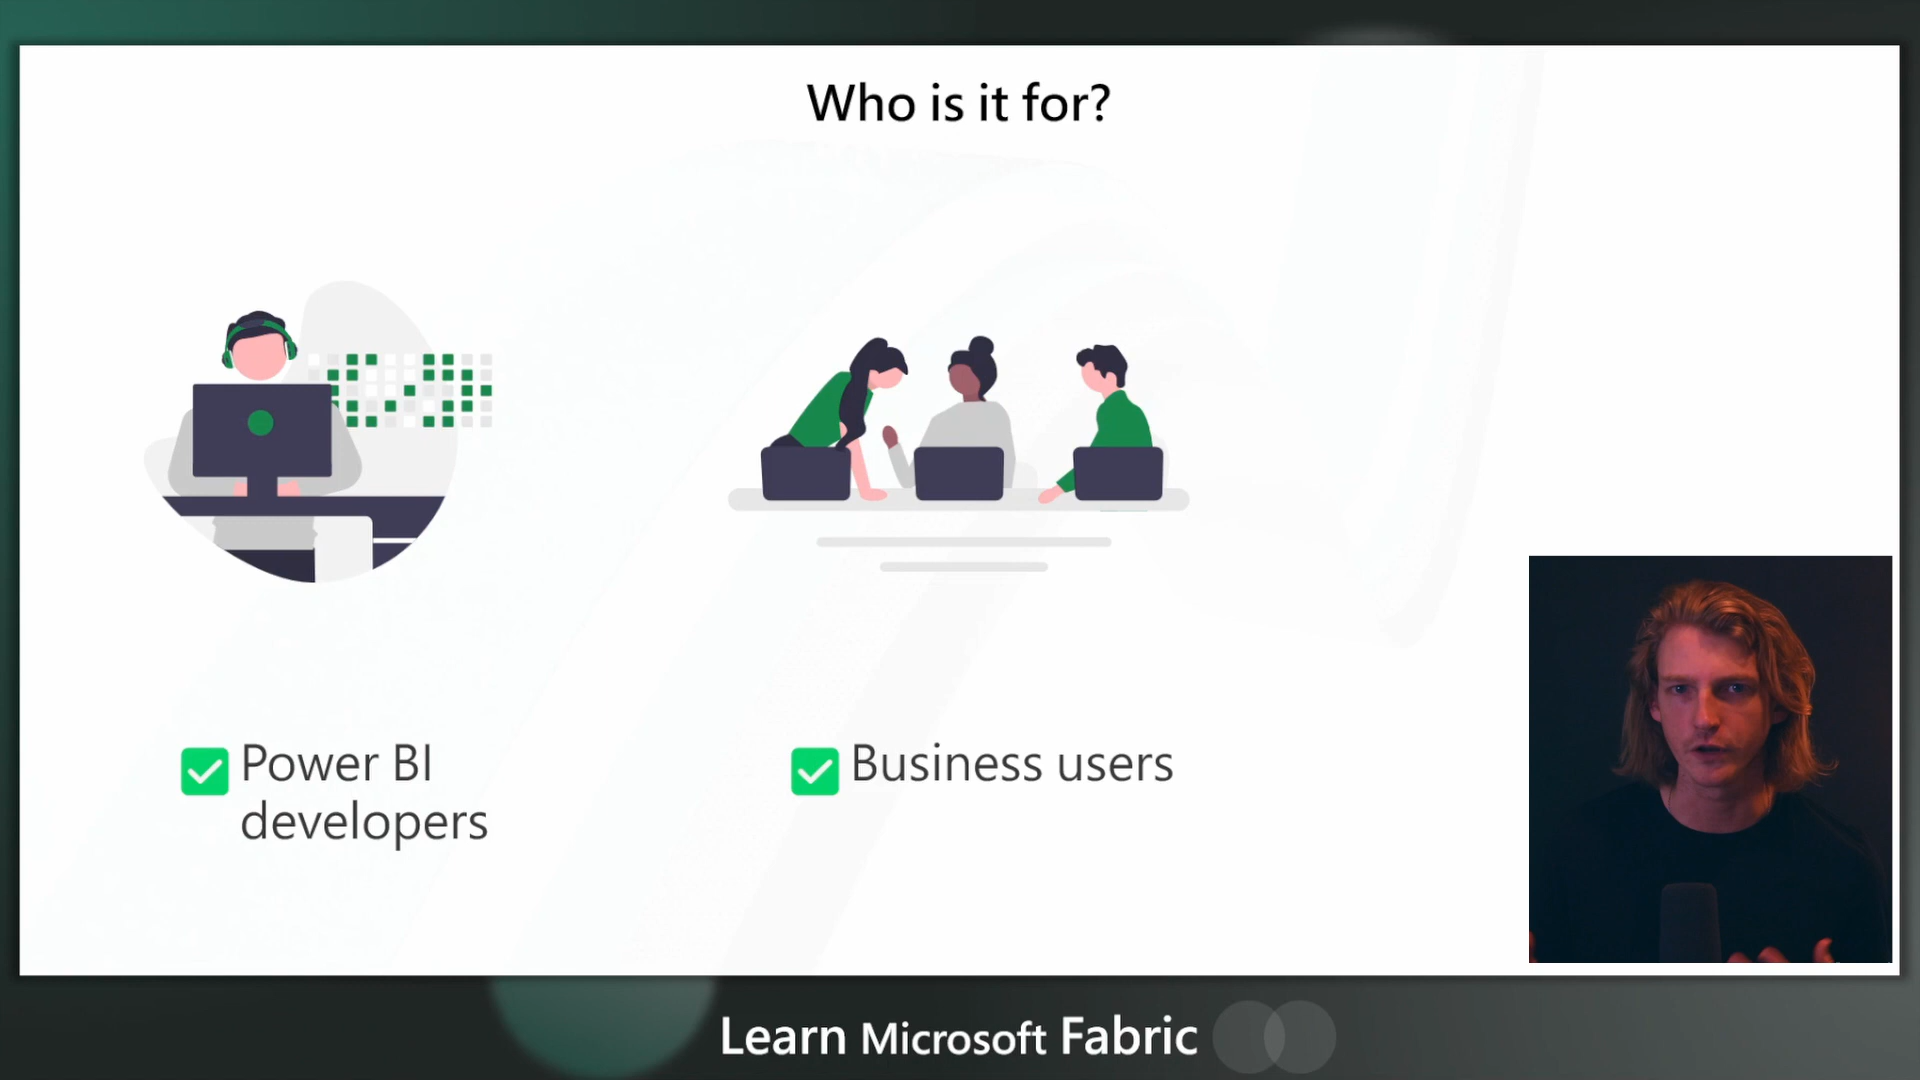 Who is it for?
Power BI
developers
Business users
Learn Microsoft Fabric